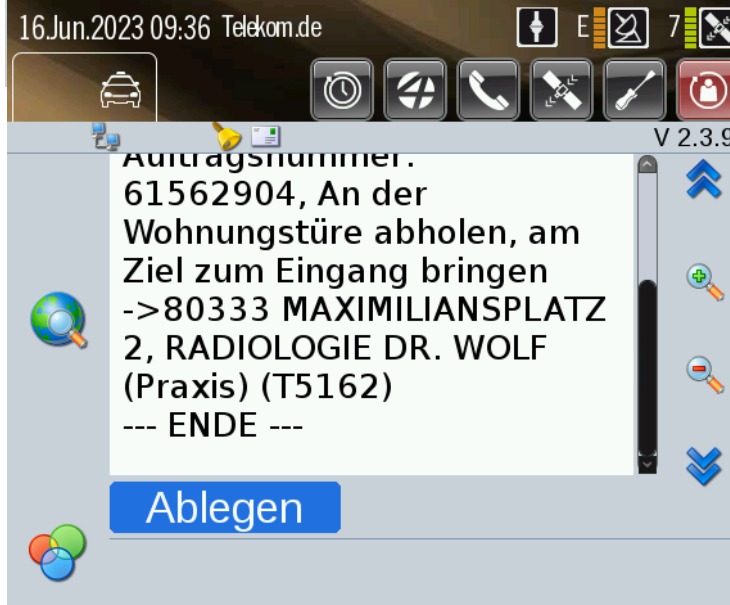 16.Jun.2023 09:36 Telekom.de E 7
V 2.3.9
Auftragsnummer:
61562904, An der
Wohnungstüre abholen, am
Ziel zum Eingang bringen
->80333 MAXIMILIANSPLATZ
2, RADIOLOGIE DR. WOLF
(Praxis) (T5162)
--- ENDE ---
Ablegen